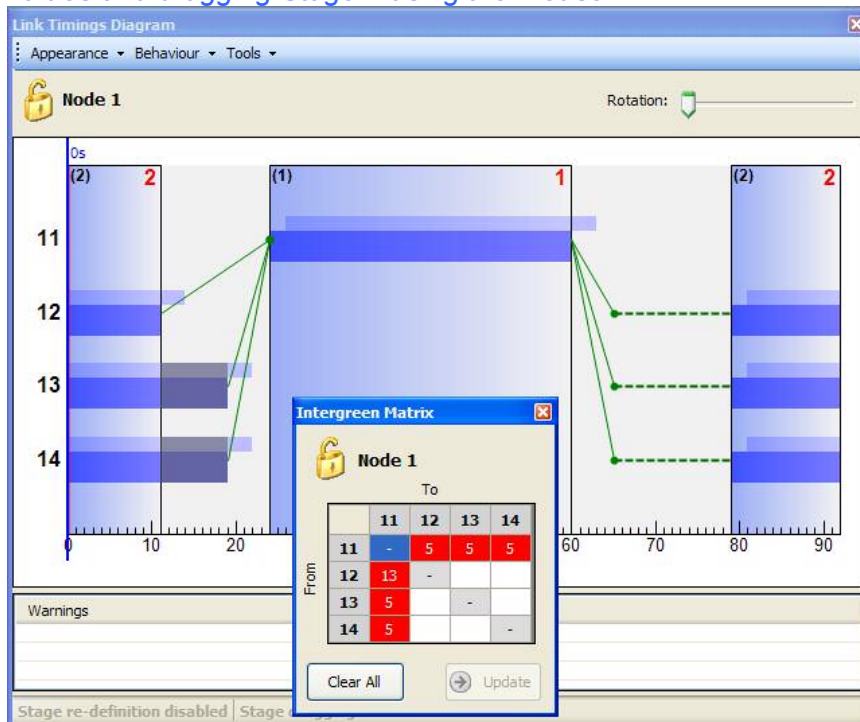 Link Timings Diagram
Appearance Behaviour Tools
Node 1
Rotation:
0s
(2) 2 (1) 1 (2) 2
11
12
13
14
0 10 20 60 70 80 90
Intergreen Matrix
Node 1
To
11 12 13 14
From
11 - 5 5 5
12 13 -
13 5 -
14 5 -
Clear All Update
Warnings
Stage re-definition disabled Stage